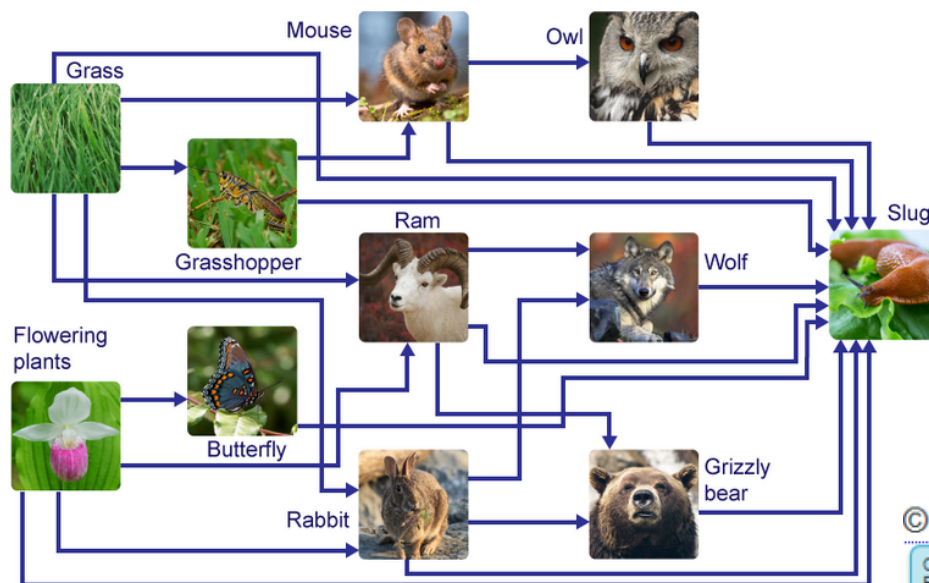 Mouse
Owl
Grass
Slug
Ram
Grasshopper
Wolf
Flowering
plants
Butterfly
Grizzly
bear
Rabbit
©